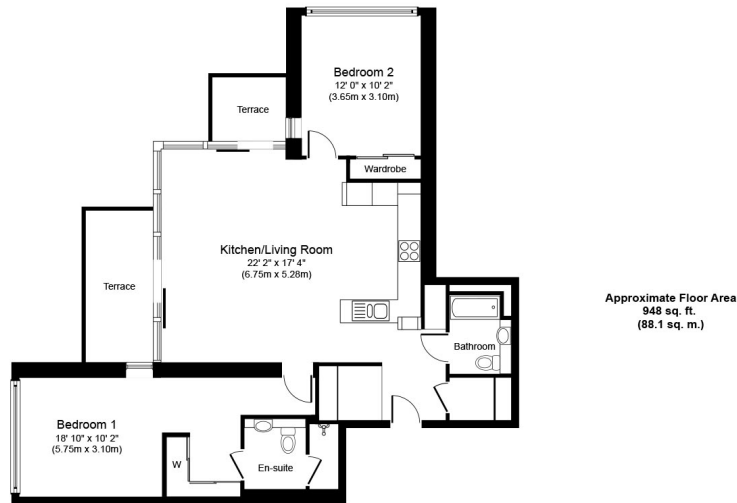 Bedroom 2
12' 0" x 10' 2"
(3.65m x 3.10m)
Terrace
Wardrobe
Kitchen/Living Room
22' 2" x 17' 4"
(6.75m x 5.28m)
Terrace
Approximate Floor Area
948 sq. ft.
(88.1 sq. m.)
Bathroom
Bedroom 1
18' 10" x 10' 2"
(5.75m x 3.10m)
W
En-suite